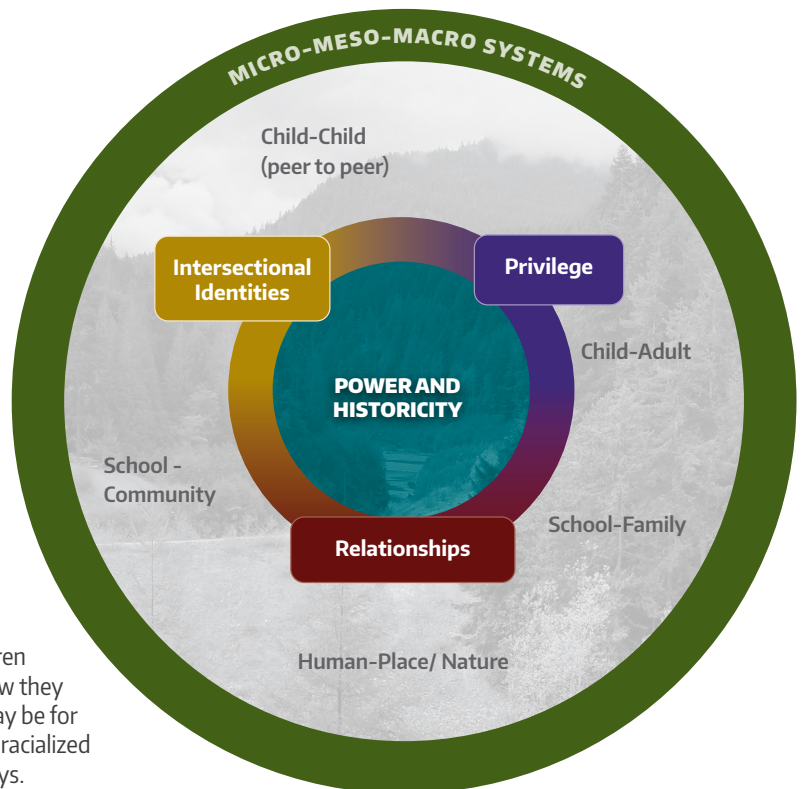 MICRO-MESO-MACRO SYSTEMS
Child-Child
(peer to peer)
Intersectional
Identities
Privilege
Child-Adult
POWER AND
HISTORICITY
School -
Community
School-Family
Relationships
Human-Place/ Nature
ren
w they
ay be for
racialized
ys.